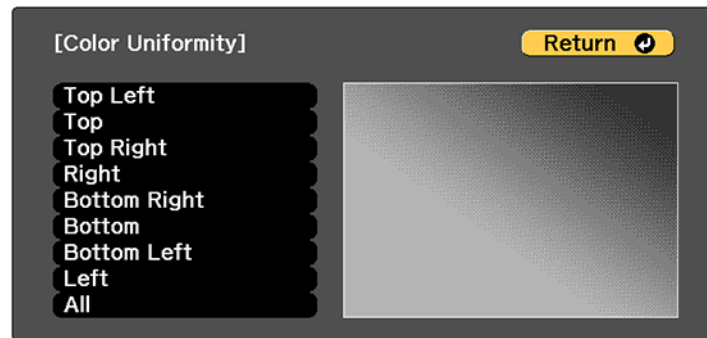 [Color Uniformity]
Return
Top Left
Top
Top Right
Right
Bottom Right
Bottom
Bottom Left
Left
All